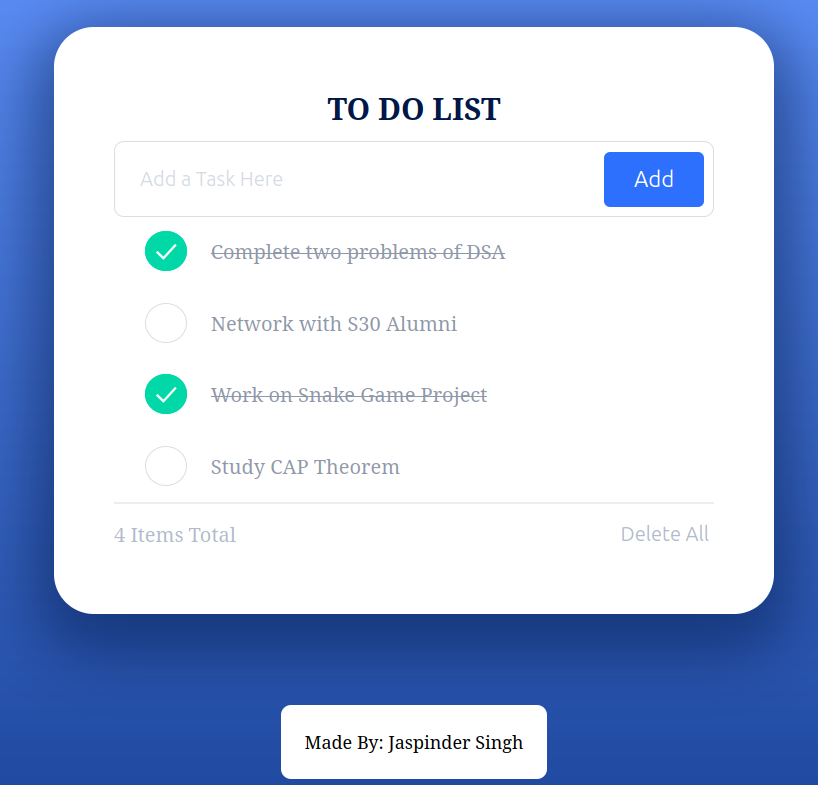 TO DO LIST
Add a Task Here
Add
Complete two problems of DSA
Network with S30 Alumni
Work on Snake Game Project
Study CAP Theorem
4 Items Total
Delete All
Made By: Jaspinder Singh